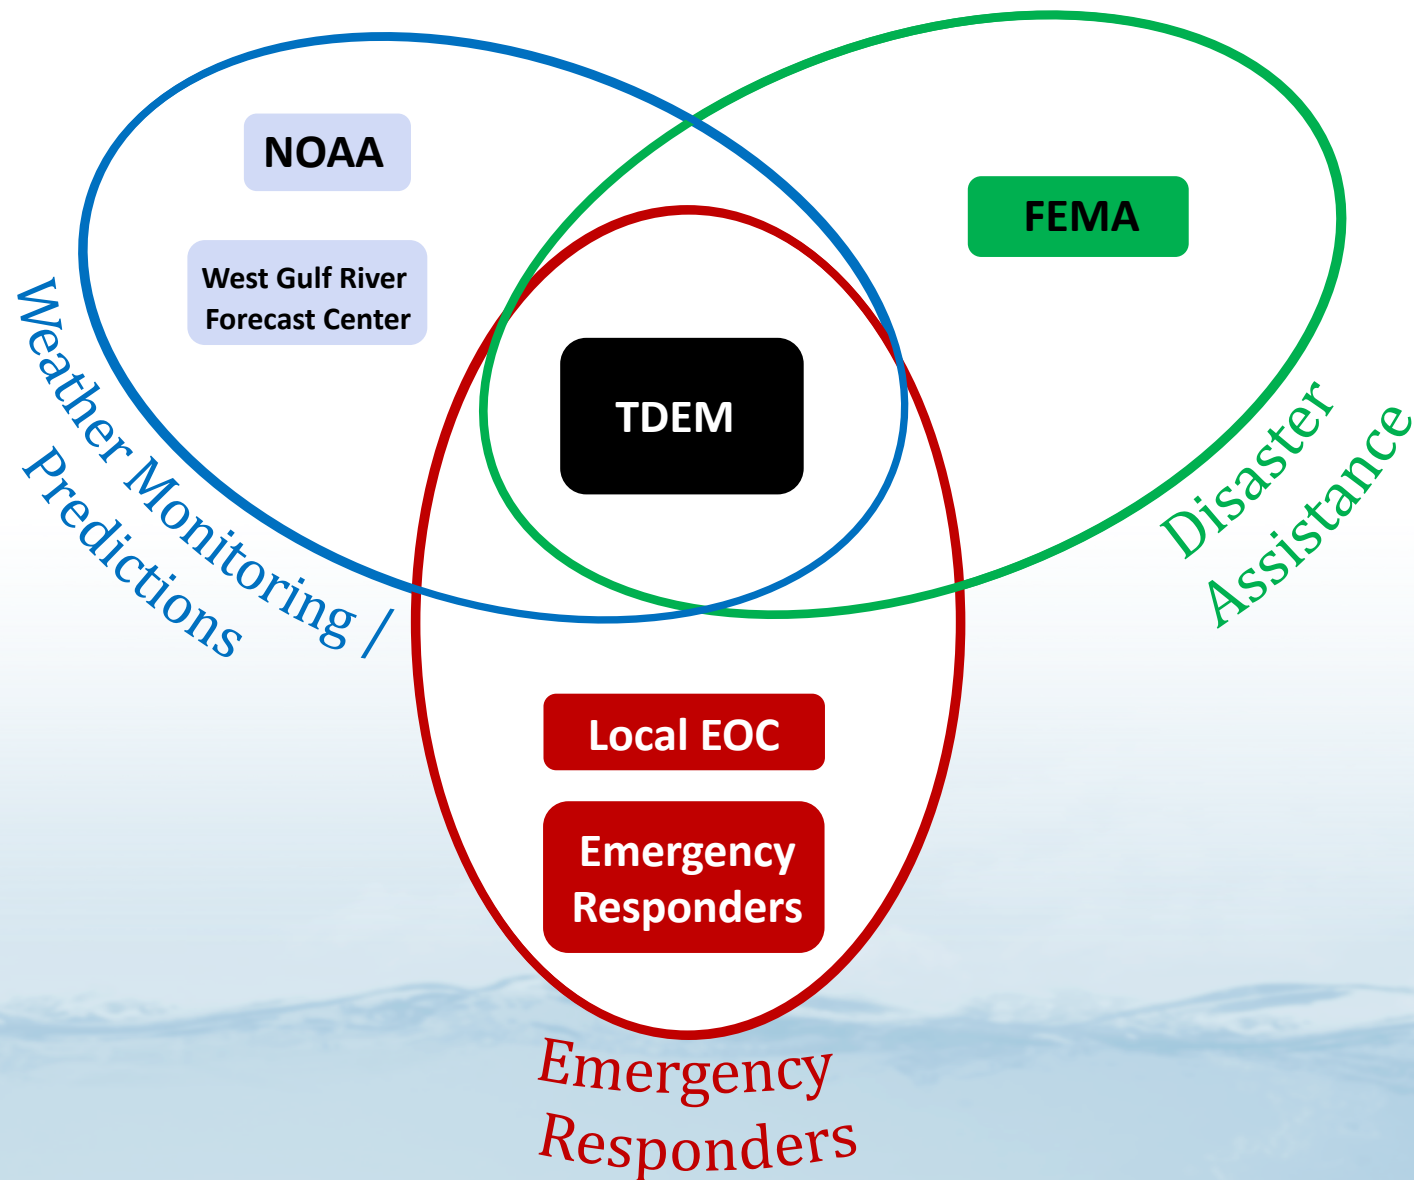 NOAA
West Gulf River
Forecast Center
FEMA
TDEM
Weather Monitoring /
Predictions
Disaster
Assistance
Local EOC
Emergency
Responders
Emergency
Responders